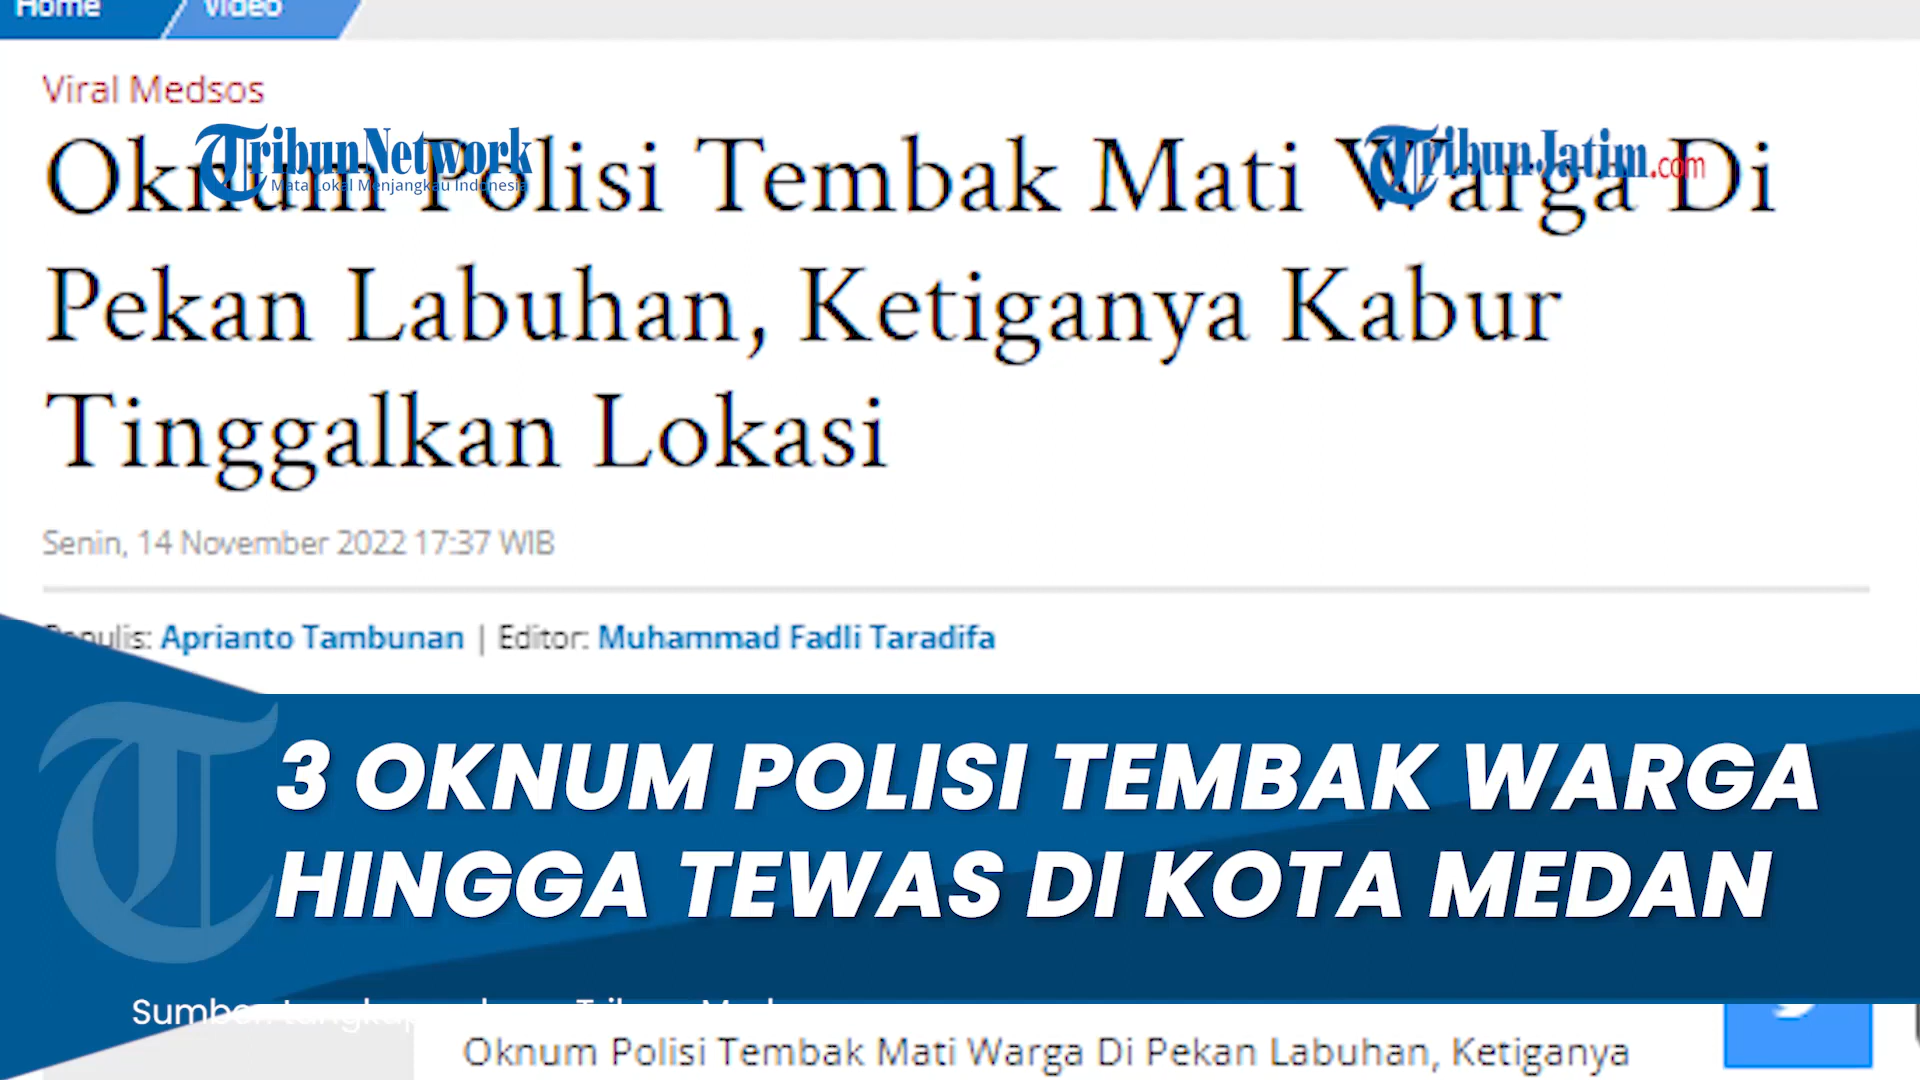 Home Video
Viral Medsos
TribunNetwork
Mata Lokal Menjangkau Indonesia
TribunJatim.com
Oknum Polisi Tembak Mati Warga Di
Pekan Labuhan, Ketiganya Kabur
Tinggalkan Lokasi
Senin, 14 November 2022 17:37 WIB
Penulis: Aprianto Tambunan | Editor: Muhammad Fadli Taradifa
3 OKNUM POLISI TEMBAK WARGA
HINGGA TEWAS DI KOTA MEDAN
Sumber:
Oknum Polisi Tembak Mati Warga Di Pekan Labuhan, Ketiganya